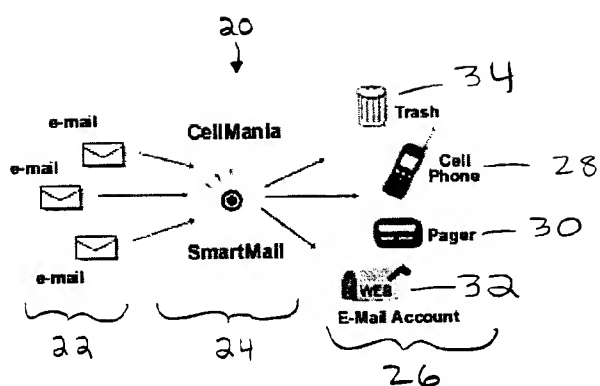 20
34
Trash
e-mail
CellMania
e-mail
Cell
Phone
28
SmartMail
Pager
30
e-mail
WEB
32
E-Mail Account
22
24
26